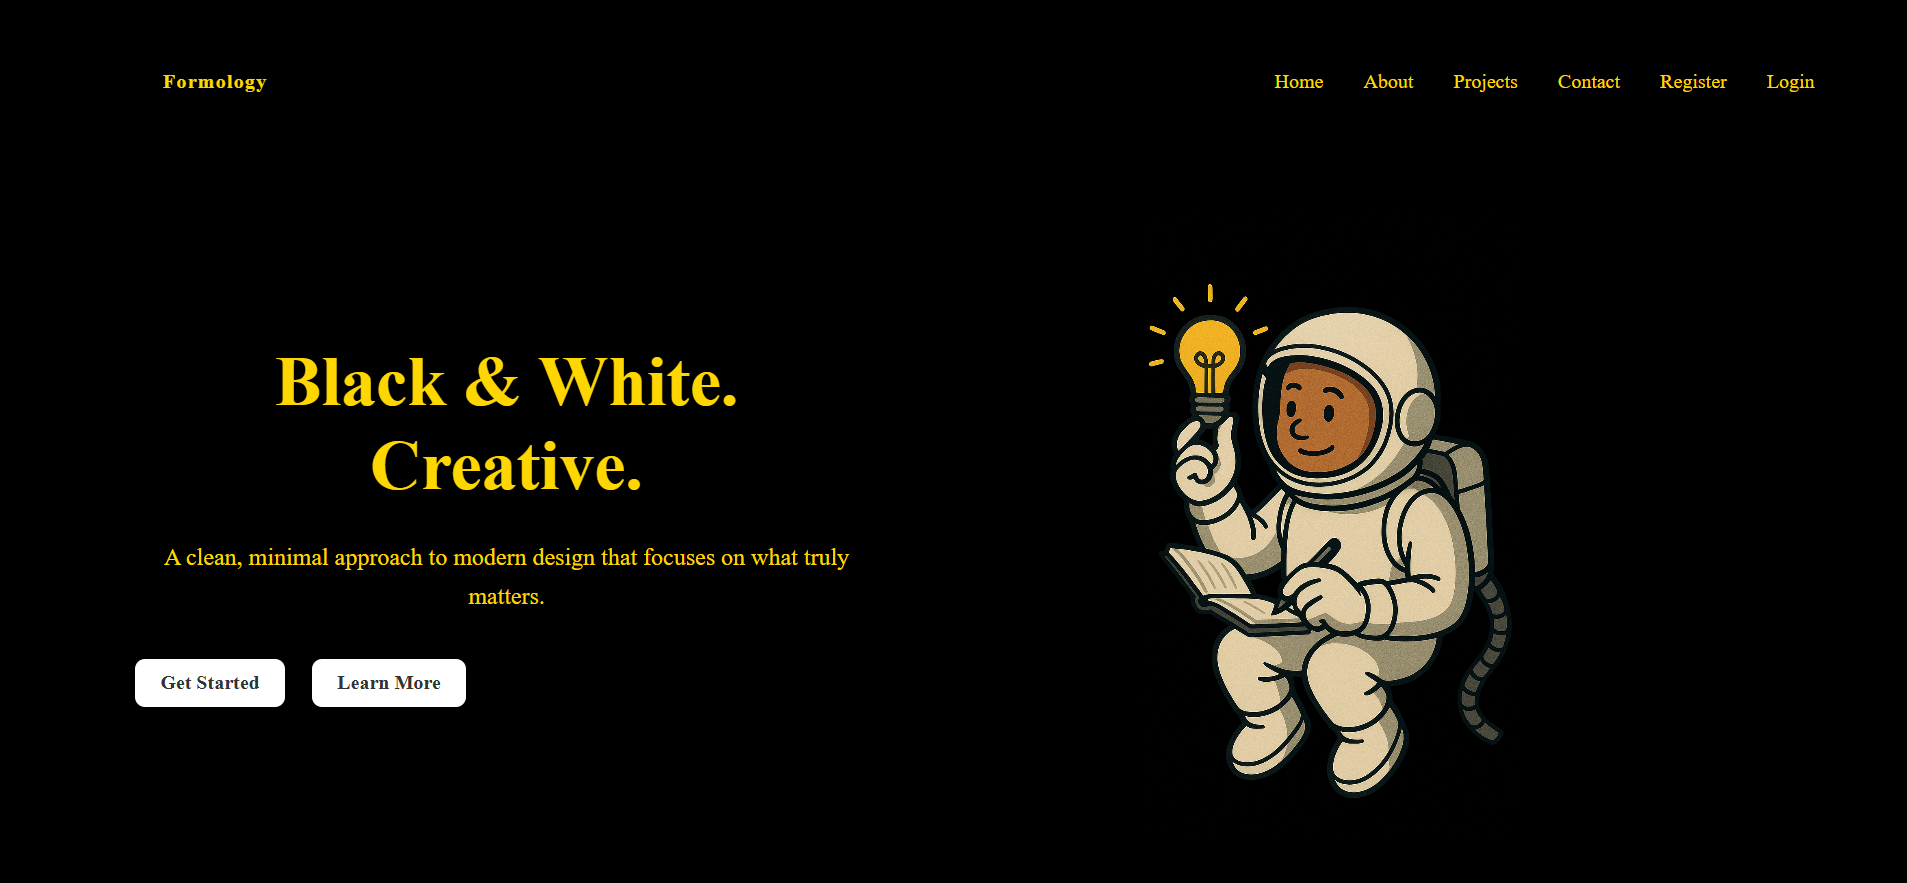 Formology
Home About Projects Contact Register Login
Black & White.
Creative.
A clean, minimal approach to modern design that focuses on what truly
matters.
Get Started Learn More